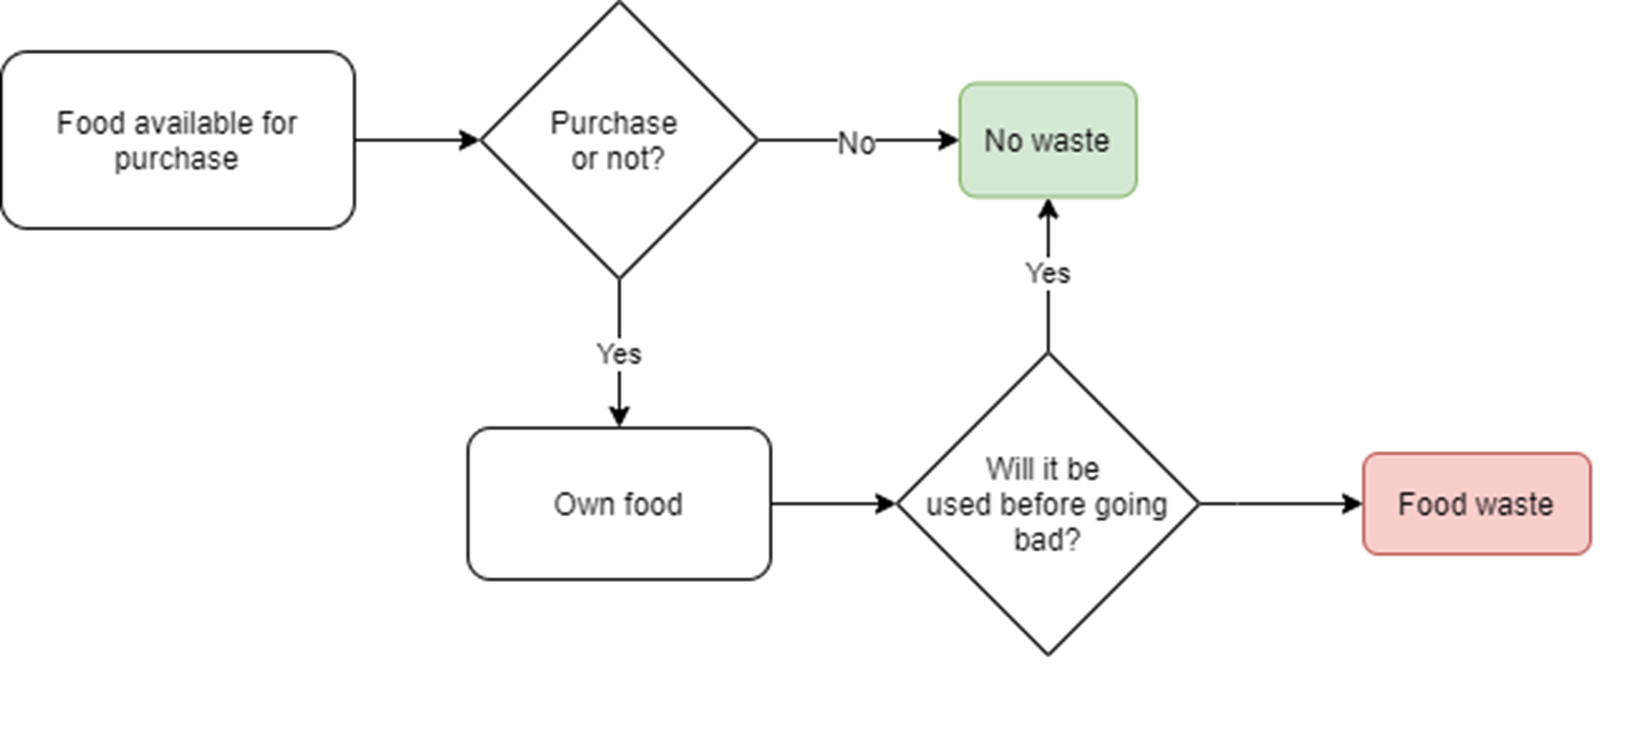 Food available for
purchase
Purchase
or not?
No
No waste
Yes
Yes
Own food
Will it be
used before going
bad?
Food waste